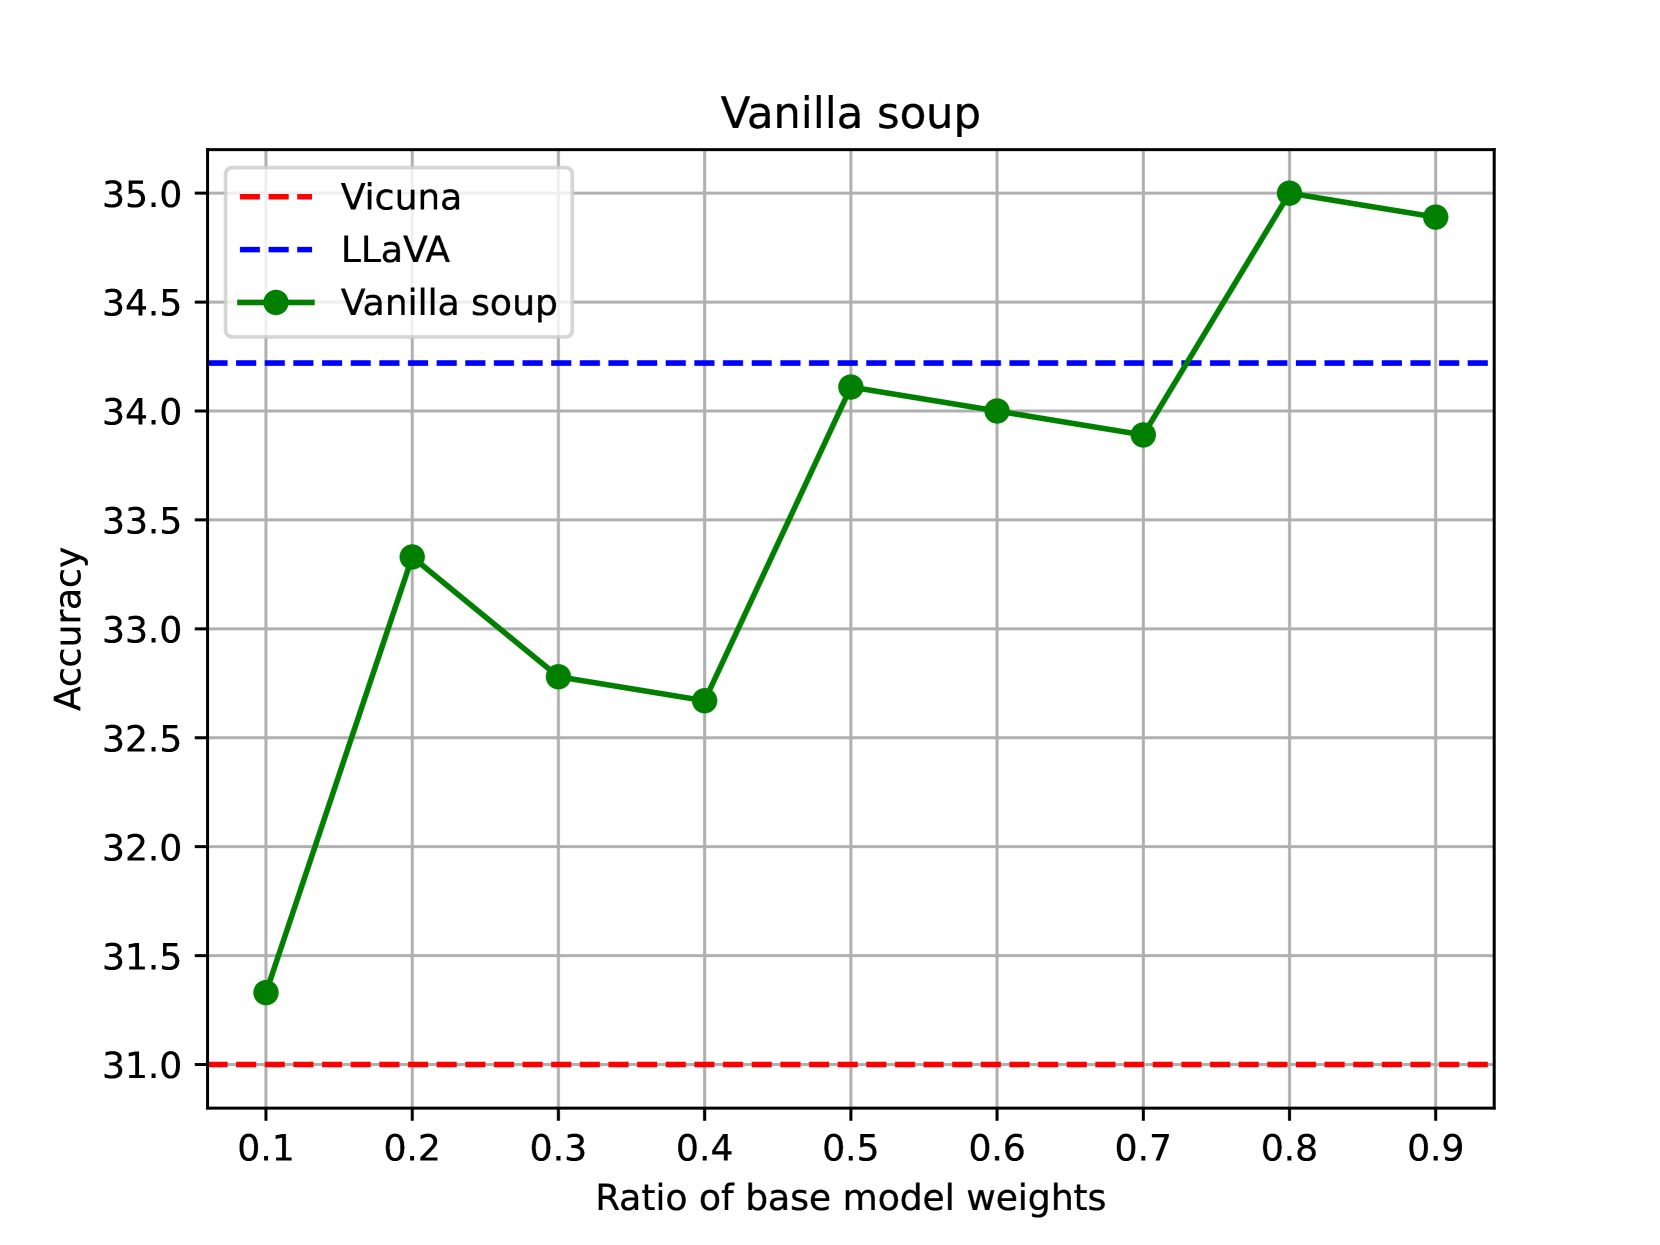 Vanilla soup
Vicuna
LLaVA
Vanilla soup
35.0
34.5
34.0
33.5
33.0
32.5
32.0
31.5
31.0
Accuracy
0.1 0.2 0.3 0.4 0.5 0.6 0.7 0.8 0.9
Ratio of base model weights